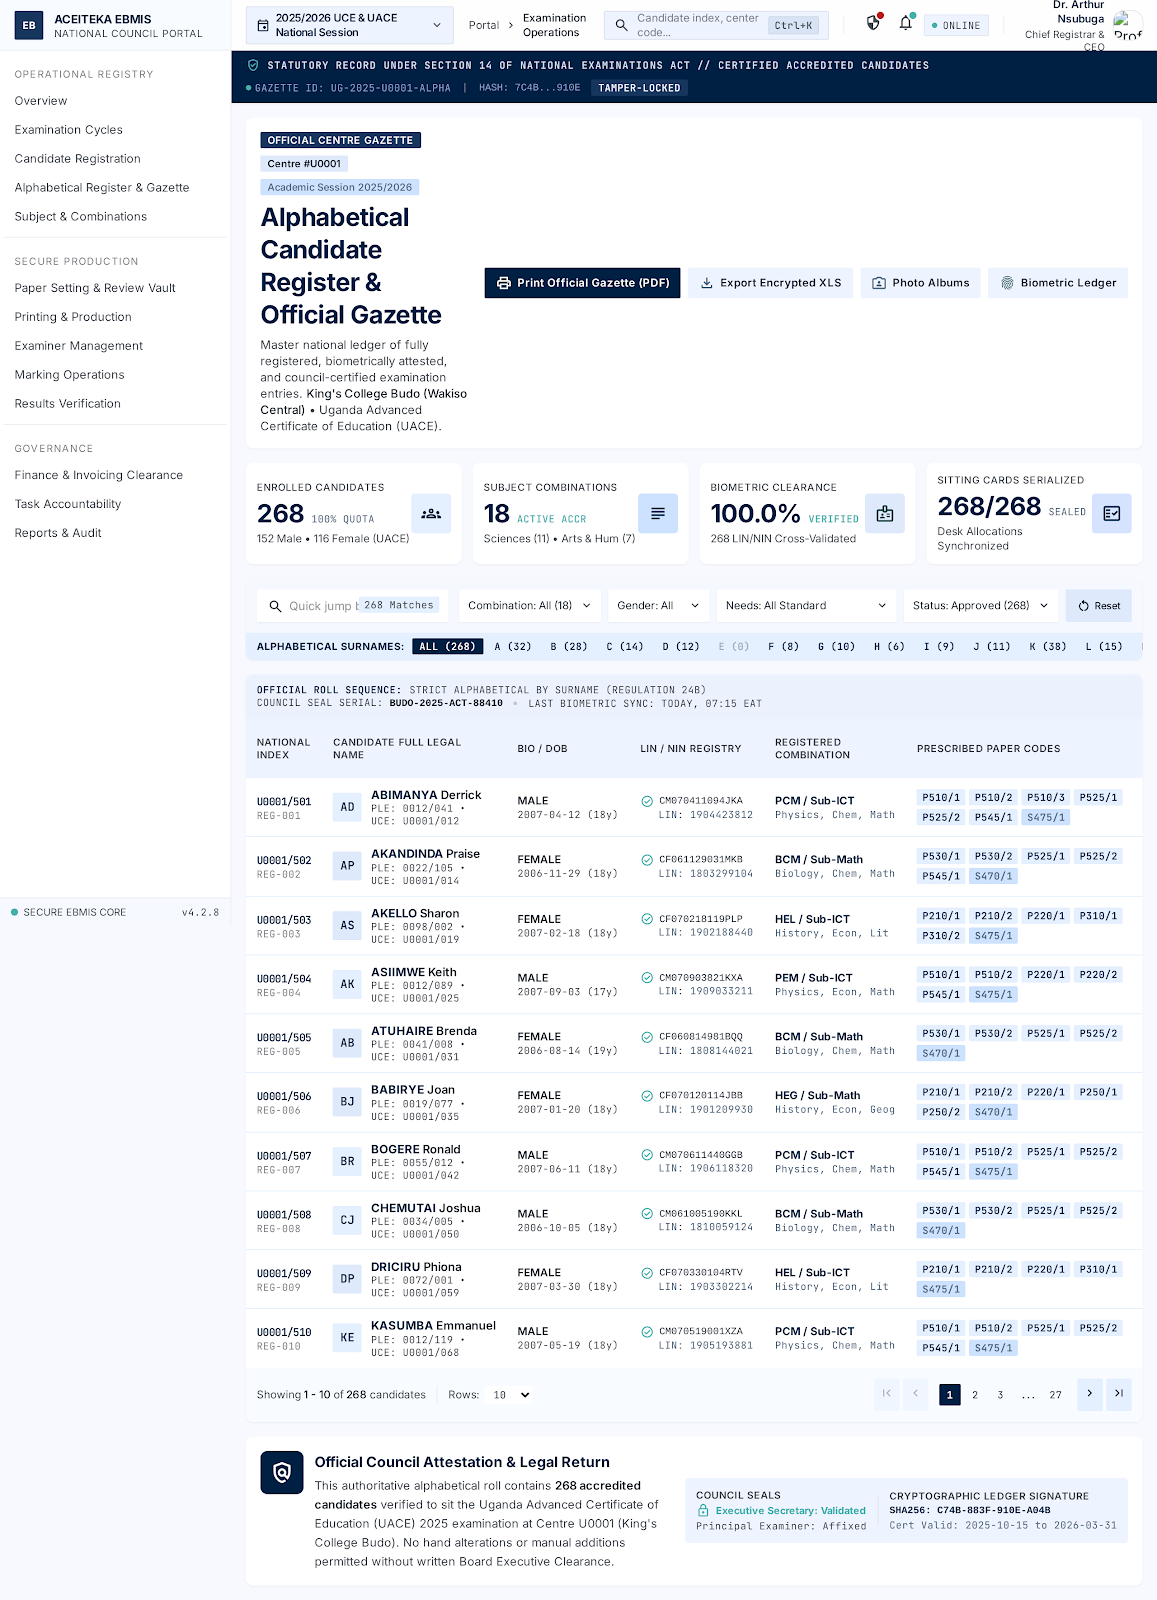 EB
ACEITEKA EBMIS
NATIONAL COUNCIL PORTAL
2025/2026 UCE & UACE
National Session
Portal
Examination
Operations
Candidate index, center
code...
Ctrl+K
ONLINE
Dr. Arthur
Nsubuga
Chief Registrar &
CEO
OPERATIONAL REGISTRY
Overview
Examination Cycles
Candidate Registration
Alphabetical Register & Gazette
Subject & Combinations
SECURE PRODUCTION
Paper Setting & Review Vault
Printing & Production
Examiner Management
Marking Operations
Results Verification
GOVERNANCE
Finance & Invoicing Clearance
Task Accountability
Reports & Audit
SECURE EBMIS CORE v4.2.8
STATUTORY RECORD UNDER SECTION 14 OF NATIONAL EXAMINATIONS ACT // CERTIFIED ACCREDITED CANDIDATES
GAZETTE ID: UG-2025-U0001-ALPHA | HASH: 7C4B...910E TAMPER-LOCKED
OFFICIAL CENTRE GAZETTE
Centre #U0001
Academic Session 2025/2026
Alphabetical
Candidate
Register &
Official Gazette
Master national ledger of fully
registered, biometrically attested,
and council-certified examination
entries. King's College Budo (Wakiso
Central) • Uganda Advanced
Certificate of Education (UACE).
Print Official Gazette (PDF)
Export Encrypted XLS
Photo Albums
Biometric Ledger
ENROLLED CANDIDATES
268 100% QUOTA
152 Male • 116 Female (UACE)
SUBJECT COMBINATIONS
18 ACTIVE ACCR
Sciences (11) • Arts & Hum (7)
BIOMETRIC CLEARANCE
100.0% VERIFIED
268 LIN/NIN Cross-Validated
SITTING CARDS SERIALIZED
268/268 SEALED
Desk Allocations
Synchronized
Quick jump
268 Matches
Combination: All (18)
Gender: All
Needs: All Standard
Status: Approved (268)
Reset
ALPHABETICAL SURNAMES: ALL (268) A (32) B (28) C (14) D (12) E (0) F (8) G (10) H (6) I (9) J (11) K (38) L (15)
OFFICIAL ROLL SEQUENCE: STRICT ALPHABETICAL BY SURNAME (REGULATION 24B)
COUNCIL SEAL SERIAL: BUDO-2025-ACT-88410 • LAST BIOMETRIC SYNC: TODAY, 07:15 EAT
NATIONAL
INDEX
CANDIDATE FULL LEGAL
NAME
BIO / DOB
LIN / NIN REGISTRY
REGISTERED
COMBINATION
PRESCRIBED PAPER CODES
U0001/501
REG-001
AD
ABIMANYA Derrick
PLE: 0012/041 •
UCE: U0001/012
MALE
2007-04-12 (18y)
CM070411094JKA
LIN: 1904423812
PCM / Sub-ICT
Physics, Chem, Math
P510/1 P510/2 P510/3 P525/1
P525/2 P545/1 S475/1
U0001/502
REG-002
AP
AKANDINDA Praise
PLE: 0022/105 •
UCE: U0001/014
FEMALE
2006-11-29 (18y)
CF061129031MKB
LIN: 1803299104
BCM / Sub-Math
Biology, Chem, Math
P530/1 P530/2 P525/1 P525/2
P545/1 S470/1
U0001/503
REG-003
AS
AKELLO Sharon
PLE: 0098/002 •
UCE: U0001/019
FEMALE
2007-02-18 (18y)
CF070218119PLP
LIN: 1902188440
HEL / Sub-ICT
History, Econ, Lit
P210/1 P210/2 P220/1 P310/1
P310/2 S475/1
U0001/504
REG-004
AK
ASIIMWE Keith
PLE: 0012/089 •
UCE: U0001/025
MALE
2007-09-03 (17y)
CM070903821KXA
LIN: 1909033211
PEM / Sub-ICT
Physics, Econ, Math
P510/1 P510/2 P220/1 P220/2
P545/1 S475/1
U0001/505
REG-005
AB
ATUHAIRE Brenda
PLE: 0041/008 •
UCE: U0001/031
FEMALE
2006-08-14 (19y)
CF060814981BQQ
LIN: 1808144021
BCM / Sub-Math
Biology, Chem, Math
P530/1 P530/2 P525/1 P525/2
S470/1
U0001/506
REG-006
BJ
BABIRYE Joan
PLE: 0019/077 •
UCE: U0001/035
FEMALE
2007-01-20 (18y)
CF070120114JBB
LIN: 1901209930
HEG / Sub-Math
History, Econ, Geog
P210/1 P210/2 P220/1 P250/1
P250/2 S470/1
U0001/507
REG-007
BR
BOGERE Ronald
PLE: 0055/012 •
UCE: U0001/042
MALE
2007-06-11 (18y)
CM070611440GGB
LIN: 1906118320
PCM / Sub-ICT
Physics, Chem, Math
P510/1 P510/2 P525/1 P525/2
P545/1 S475/1
U0001/508
REG-008
CJ
CHEMUTAI Joshua
PLE: 0034/005 •
UCE: U0001/050
MALE
2006-10-05 (18y)
CM061005190KKL
LIN: 1810059124
BCM / Sub-Math
Biology, Chem, Math
P530/1 P530/2 P525/1 P525/2
S470/1
U0001/509
REG-009
DP
DRICIRU Phiona
PLE: 0072/001 •
UCE: U0001/059
FEMALE
2007-03-30 (18y)
CF070330104RTV
LIN: 1903302214
HEL / Sub-ICT
History, Econ, Lit
P210/1 P210/2 P220/1 P310/1
S475/1
U0001/510
REG-010
KE
KASUMBA Emmanuel
PLE: 0012/119 •
UCE: U0001/068
MALE
2007-05-19 (18y)
CM070519001XZA
LIN: 1905193881
PCM / Sub-ICT
Physics, Chem, Math
P510/1 P510/2 P525/1 P525/2
P545/1 S475/1
Showing 1 - 10 of 268 candidates Rows: 10
1 2 3 ... 27
Official Council Attestation & Legal Return
This authoritative alphabetical roll contains 268 accredited
candidates verified to sit the Uganda Advanced Certificate of
Education (UACE) 2025 examination at Centre U0001 (King's
College Budo). No hand alterations or manual additions
permitted without written Board Executive Clearance.
COUNCIL SEALS
Executive Secretary: Validated
Principal Examiner: Affixed
CRYPTOGRAPHIC LEDGER SIGNATURE
SHA256: C74B-883F-910E-A04B
Cert Valid: 2025-10-15 to 2026-03-31